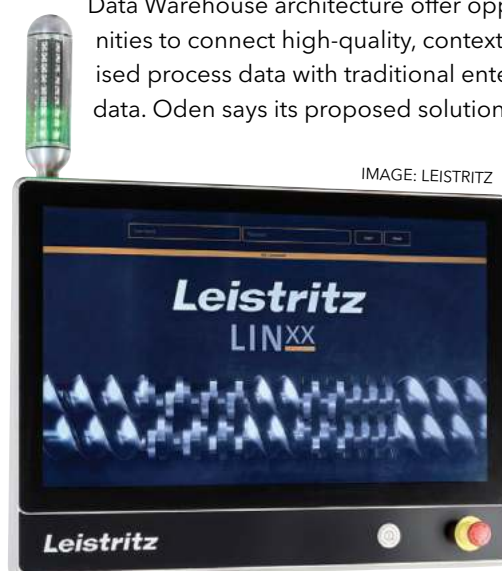 Data Warehouse architecture offer opp
nities to connect high-quality, context
ised process data with traditional ente
data. Oden says its proposed solution
IMAGE: LEISTRITZ
Leistritz
LINXX
Leistritz